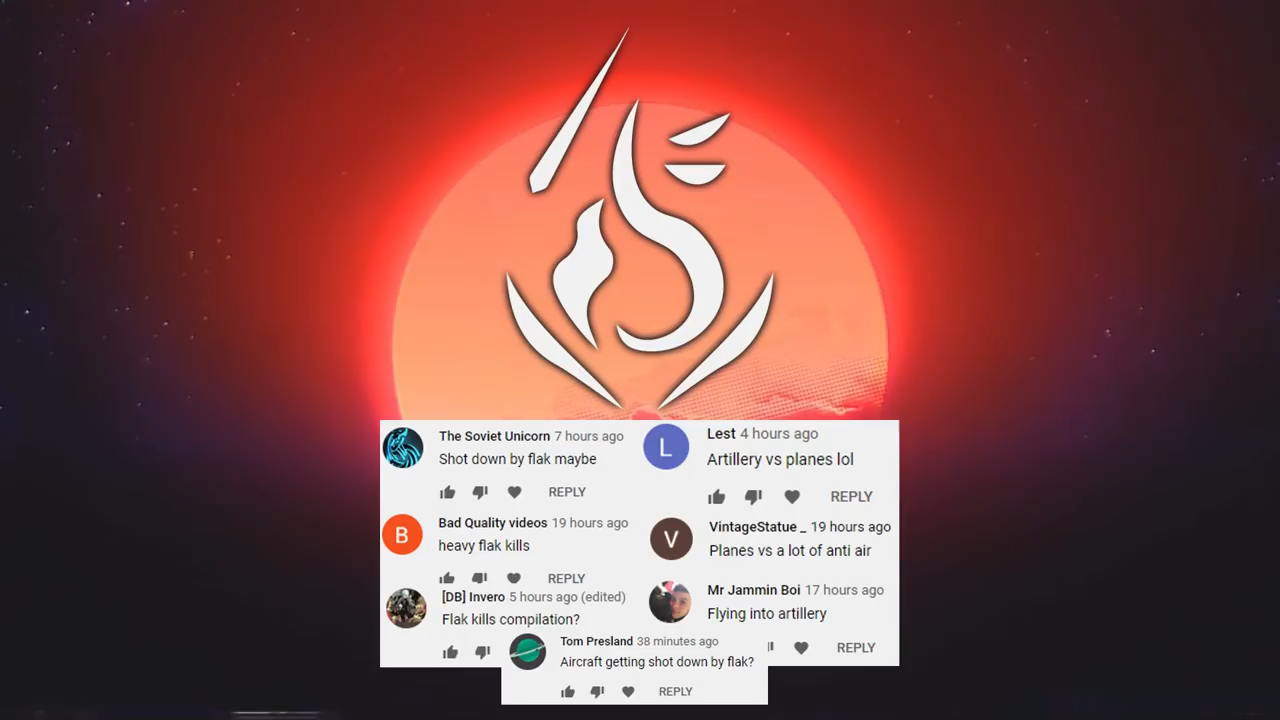 The Soviet Unicorn 7 hours ago
Shot down by flak maybe
REPLY
Lest 4 hours ago
Artillery vs planes lol
REPLY
Bad Quality videos 19 hours ago
heavy flak kills
REPLY
VintageStatue _ 19 hours ago
Planes vs a lot of anti air
[DB] Invero 5 hours ago (edited)
Flak kills compilation?
Mr Jammin Boi 17 hours ago
Flying into artillery
REPLY
Tom Presland 38 minutes ago
Aircraft getting shot down by flak?
REPLY
L
B
V